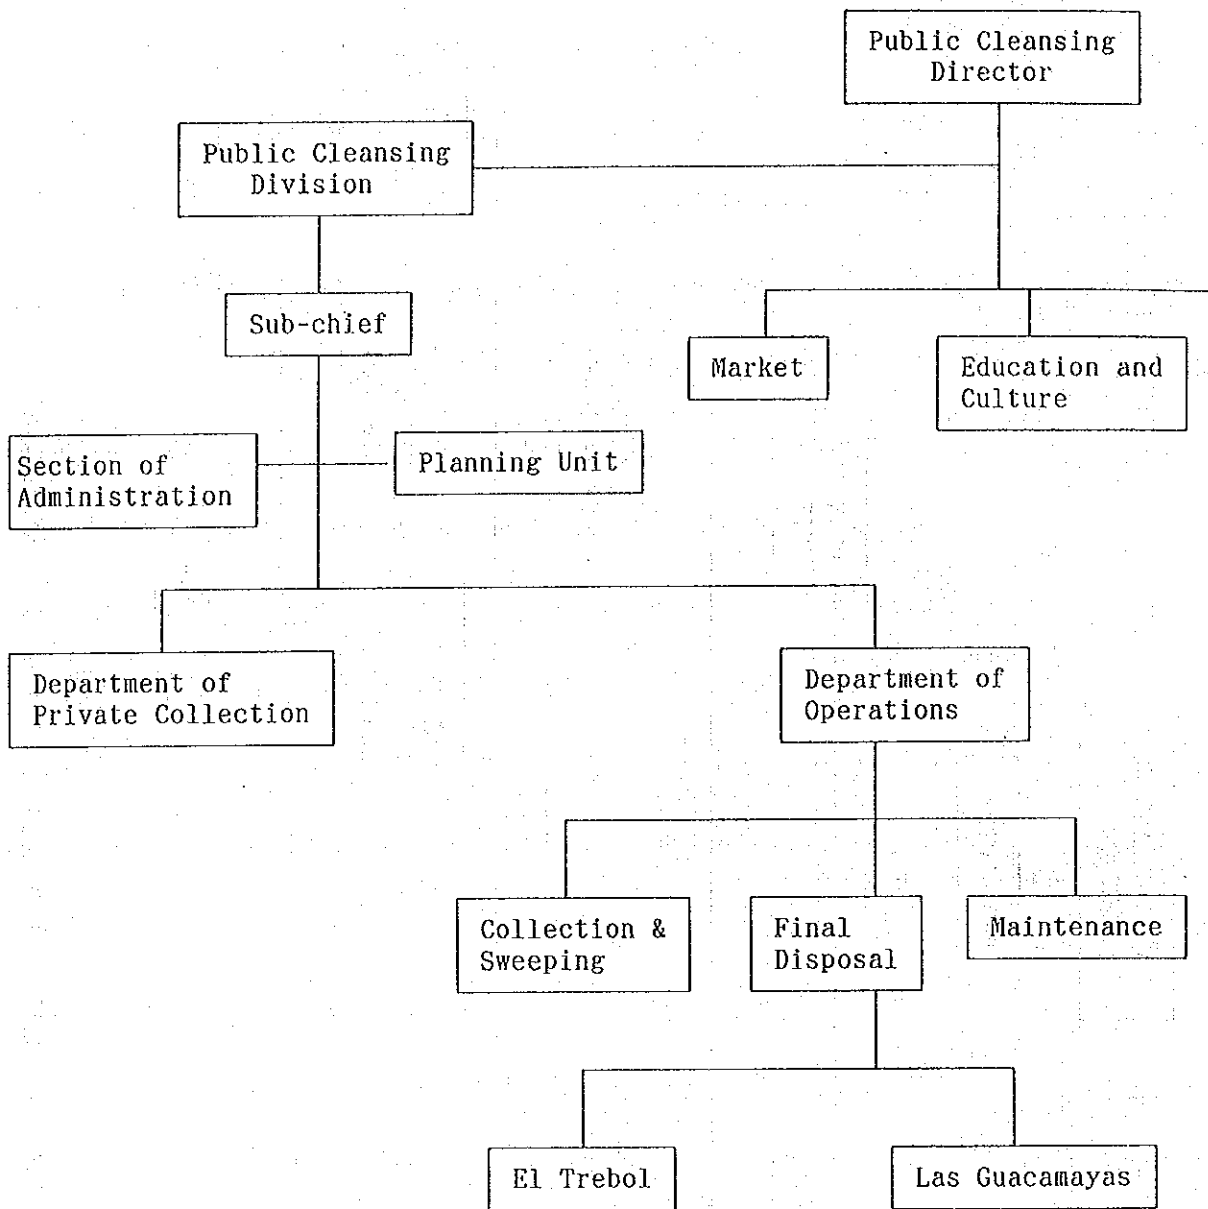 Public Cleansing
Director
Public Cleansing
Division
Sub-chief
Market
Education and
Culture
Section of
Administration
Planning Unit
Department of
Private Collection
Department of
Operations
Collection &
Sweeping
Final
Disposal
Maintenance
El Trebol
Las Guacamayas